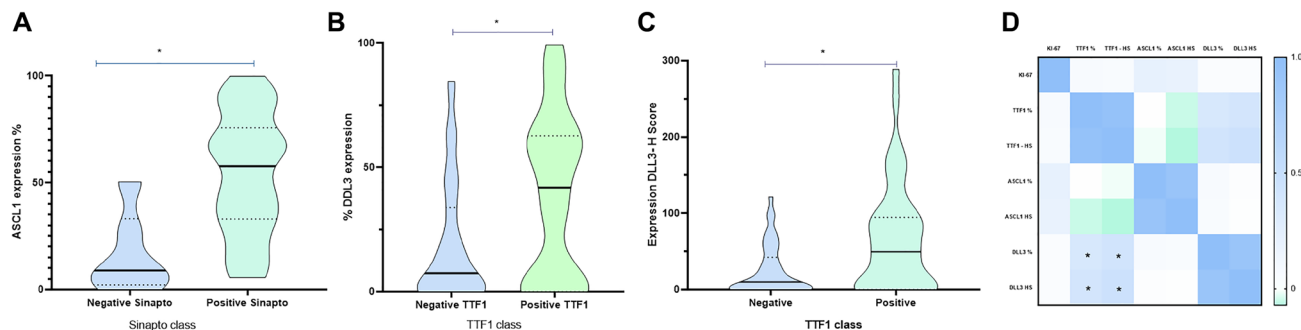 A
ASCL1 expression %
*
100
50
0
Negative Sinapto
Positive Sinapto
Sinapto class
B
% DDL3 expression
*
100
50
0
Negative TTF1
Positive TTF1
TTF1 class
C
Expression DLL3- H Score
*
300
200
100
0
Negative
Positive
TTF1 class
D
KI-67 TTF1 % TTF1 - HS ASCL1 % ASCL1 HS DLL3 % DLL3 HS
KI-67
TTF1 %
TTF1 - HS
ASCL1 %
ASCL1 HS
DLL3 % * *
DLL3 HS * *
1.0
0.5
0